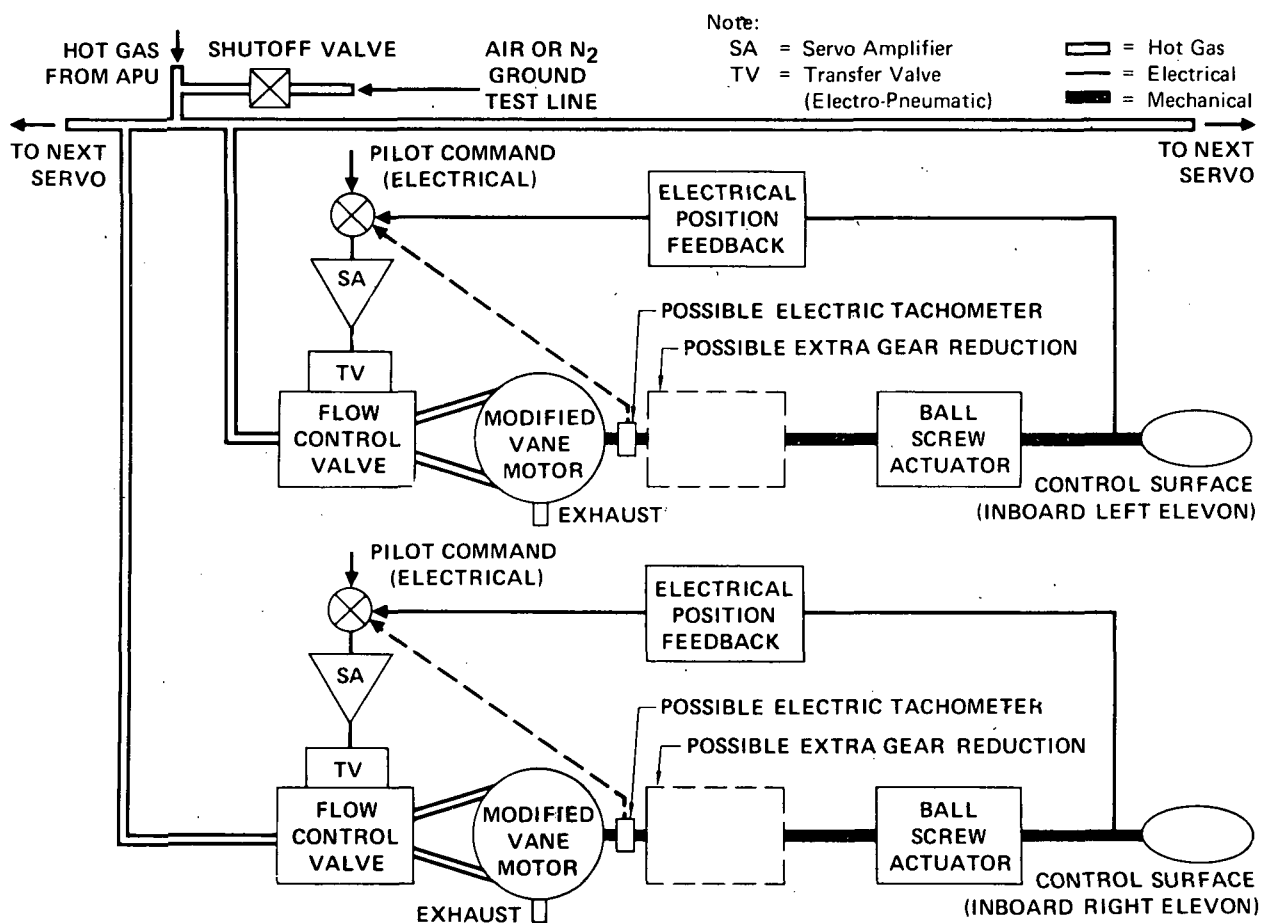 HOT GAS
FROM APU
SHUTOFF VALVE
AIR OR N2
GROUND
TEST LINE
Note:
SA = Servo Amplifier
TV = Transfer Valve
(Electro-Pneumatic)
= Hot Gas
= Electrical
= Mechanical
TO NEXT
SERVO
TO NEXT
SERVO
PILOT COMMAND
(ELECTRICAL)
ELECTRICAL
POSITION
FEEDBACK
SA
POSSIBLE ELECTRIC TACHOMETER
POSSIBLE EXTRA GEAR REDUCTION
TV
FLOW
CONTROL
VALVE
MODIFIED
VANE
MOTOR
BALL
SCREW
ACTUATOR
EXHAUST
CONTROL SURFACE
(INBOARD LEFT ELEVON)
PILOT COMMAND
(ELECTRICAL)
ELECTRICAL
POSITION
FEEDBACK
SA
POSSIBLE ELECTRIC TACHOMETER
POSSIBLE EXTRA GEAR REDUCTION
TV
FLOW
CONTROL
VALVE
MODIFIED
VANE
MOTOR
BALL
SCREW
ACTUATOR
EXHAUST
CONTROL SURFACE
(INBOARD RIGHT ELEVON)